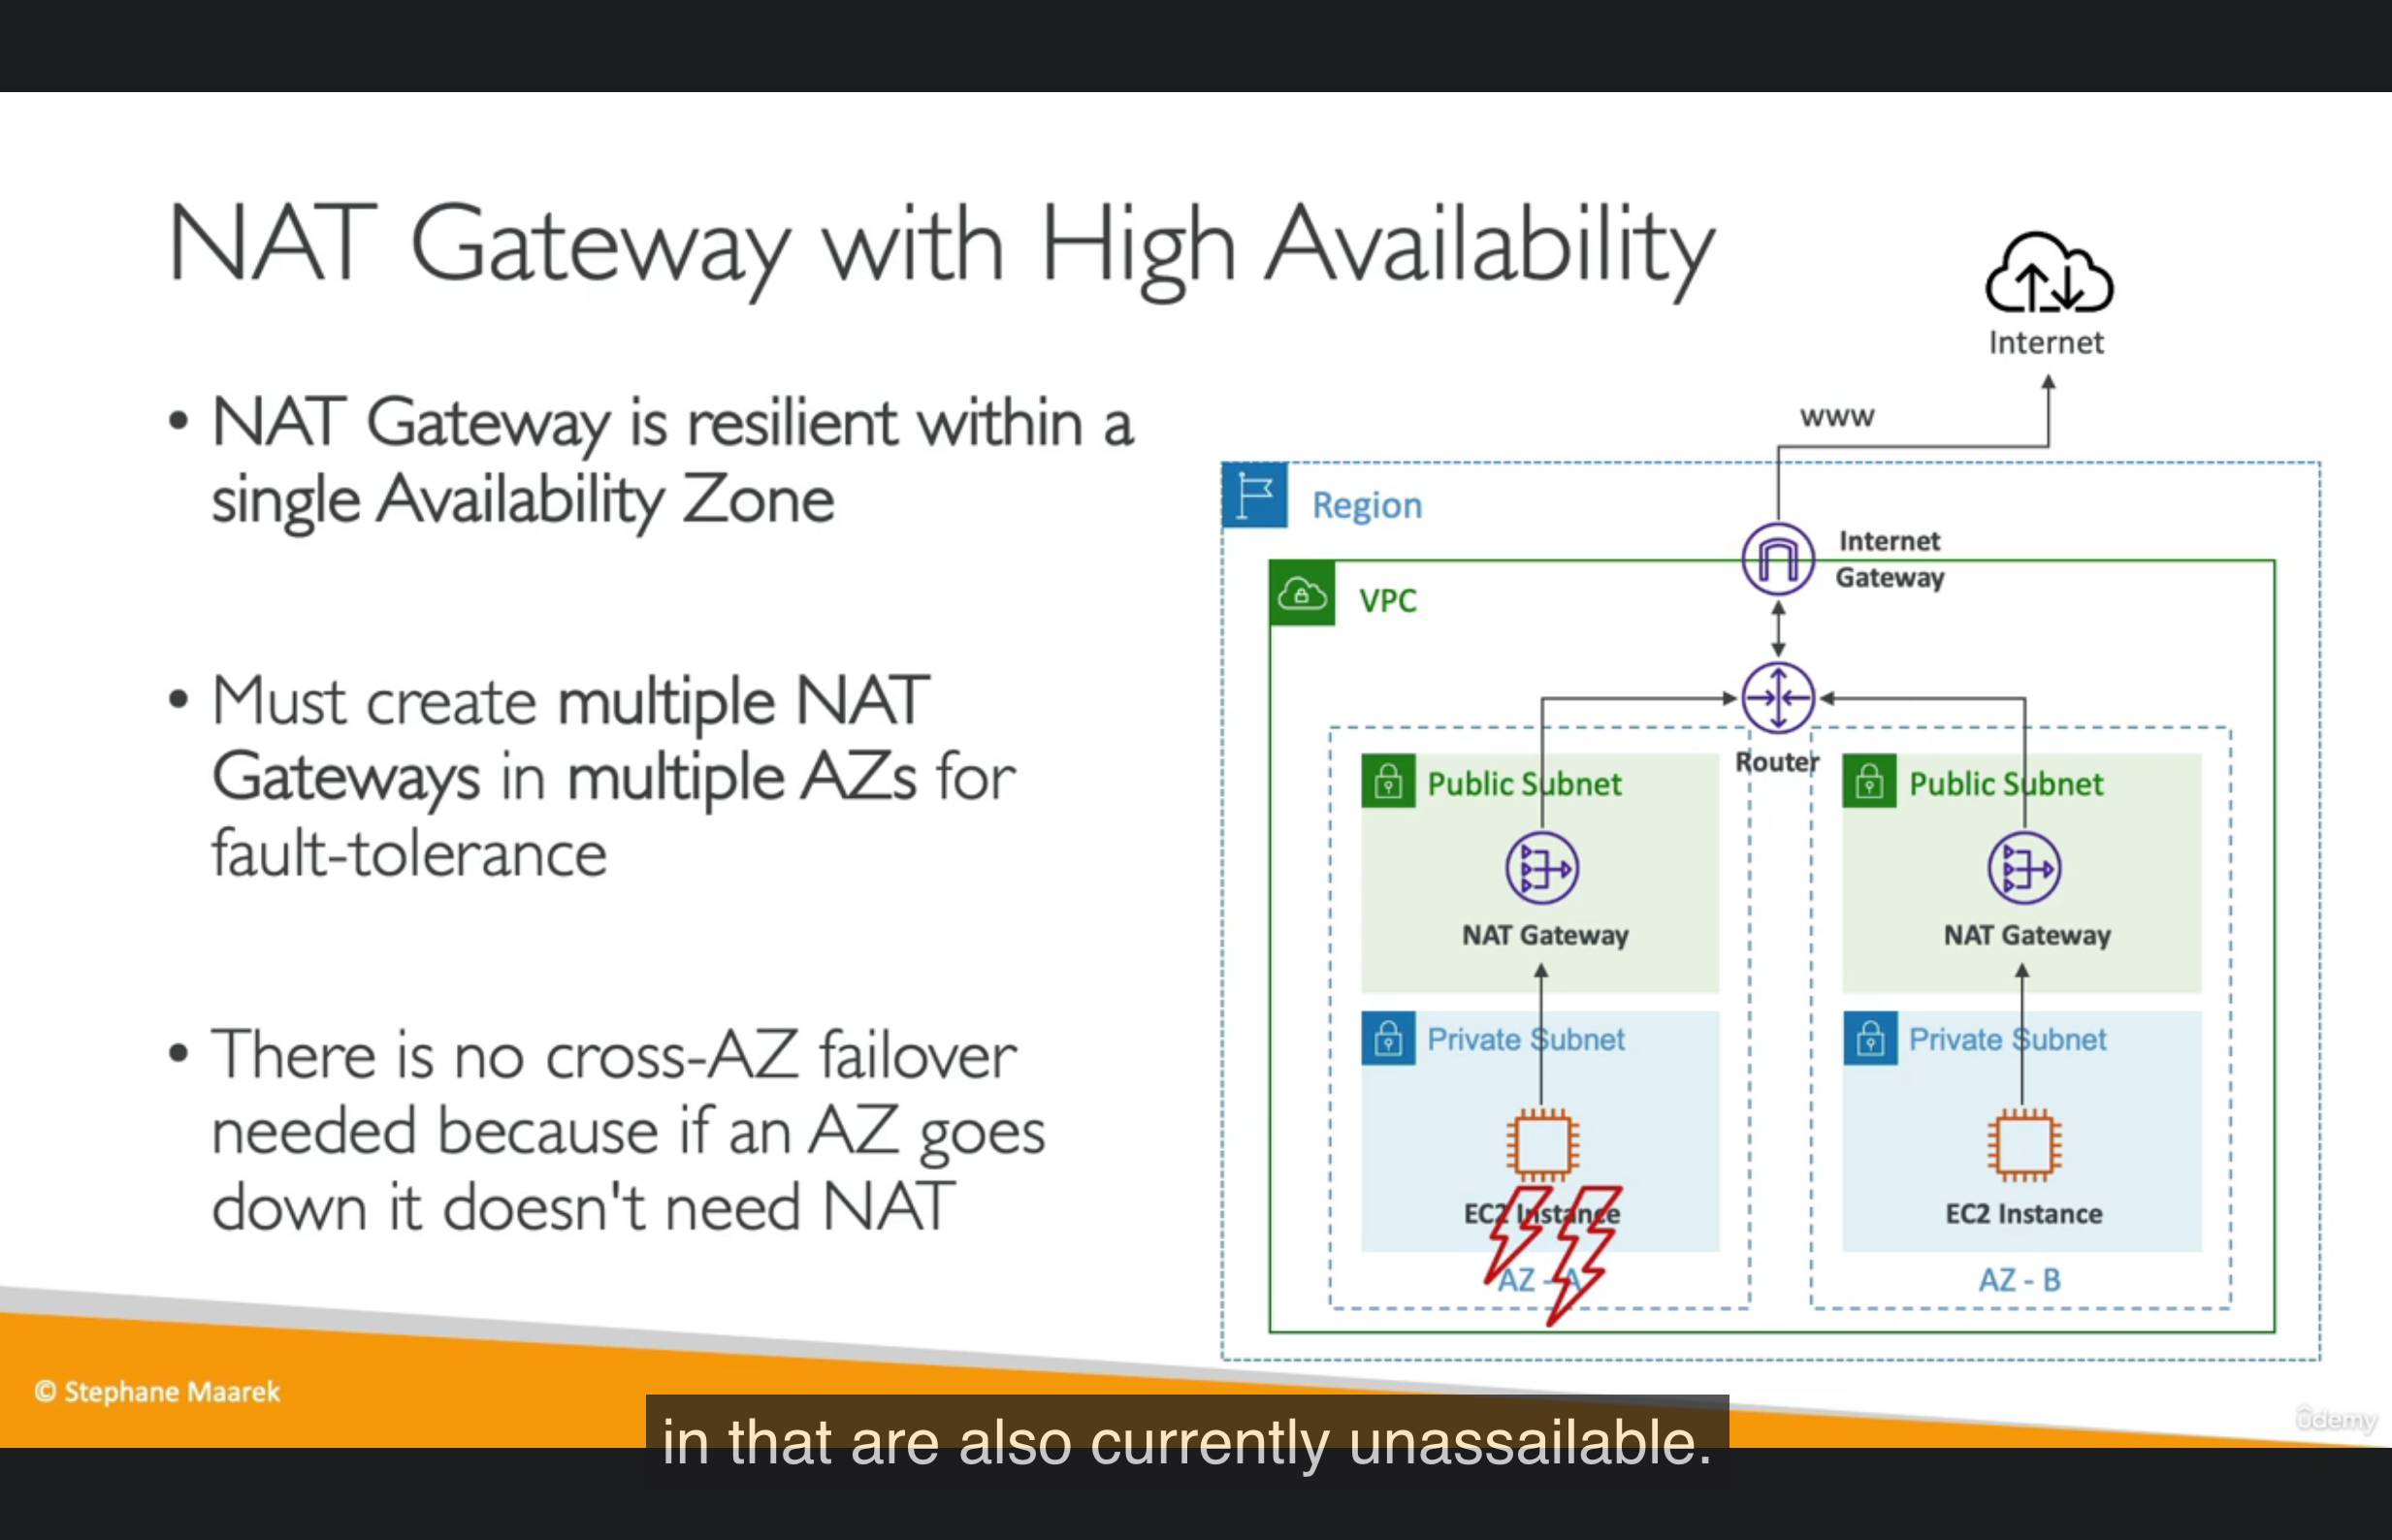 NAT Gateway with High Availability
• NAT Gateway is resilient within a
single Availability Zone
• Must create multiple NAT
Gateways in multiple AZs for
fault-tolerance
• There is no cross-AZ failover
needed because if an AZ goes
down it doesn't need NAT
Internet
WWW
Region
Internet
Gateway
VPC
Router
Public Subnet
NAT Gateway
Private Subnet
EC2 Instance
AZ - A
Public Subnet
NAT Gateway
Private Subnet
EC2 Instance
AZ - B
© Stephane Maarek
ûdemy
in that are also currently unassailable.